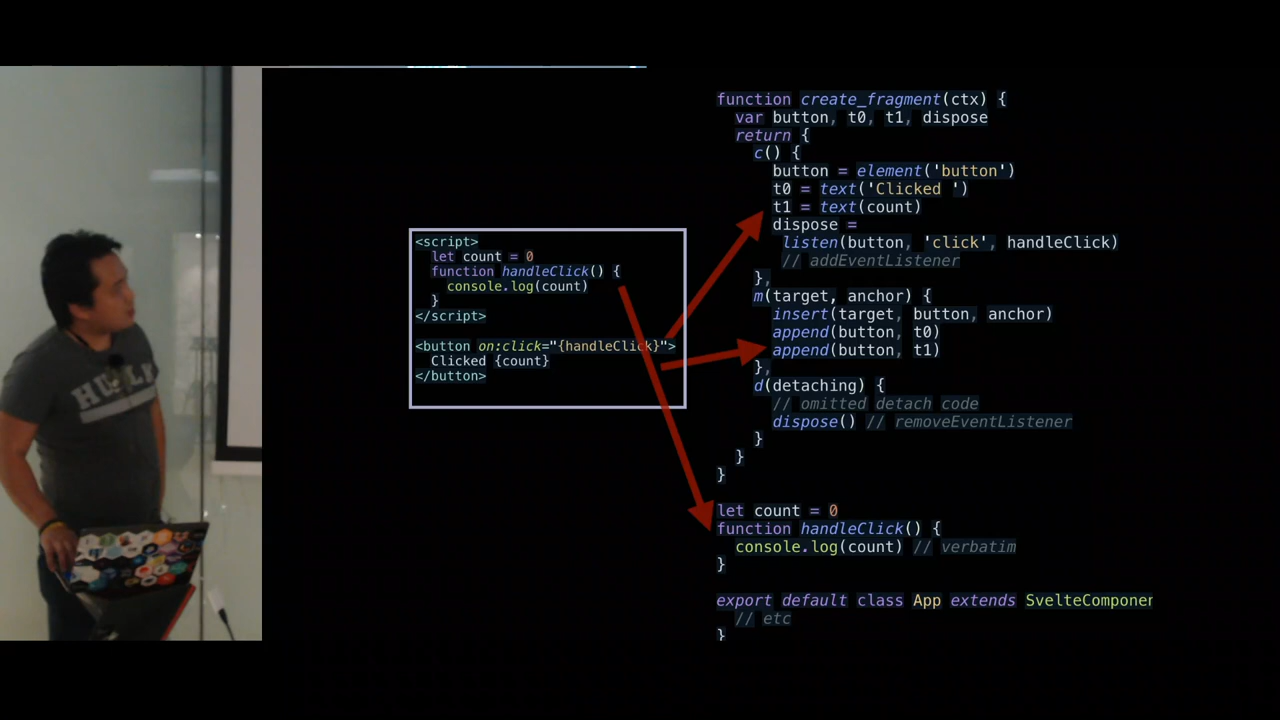 <script>
let count = 0
function handleClick() {
console.log(count)
}
</script>
<button on:click="{handleClick}">
Clicked {count}
</button>
function create_fragment(ctx) {
var button, t0, t1, dispose
return {
c() {
button = element('button')
t0 = text('Clicked ')
t1 = text(count)
dispose =
listen(button, 'click', handleClick)
// addEventListener
},
m(target, anchor) {
insert(target, button, anchor)
append(button, t0)
append(button, t1)
},
d(detaching) {
// omitted detach code
dispose() // removeEventListener
}
}
}
let count = 0
function handleClick() {
console.log(count) // verbatim
}
export default class App extends SvelteComponen
// etc
}